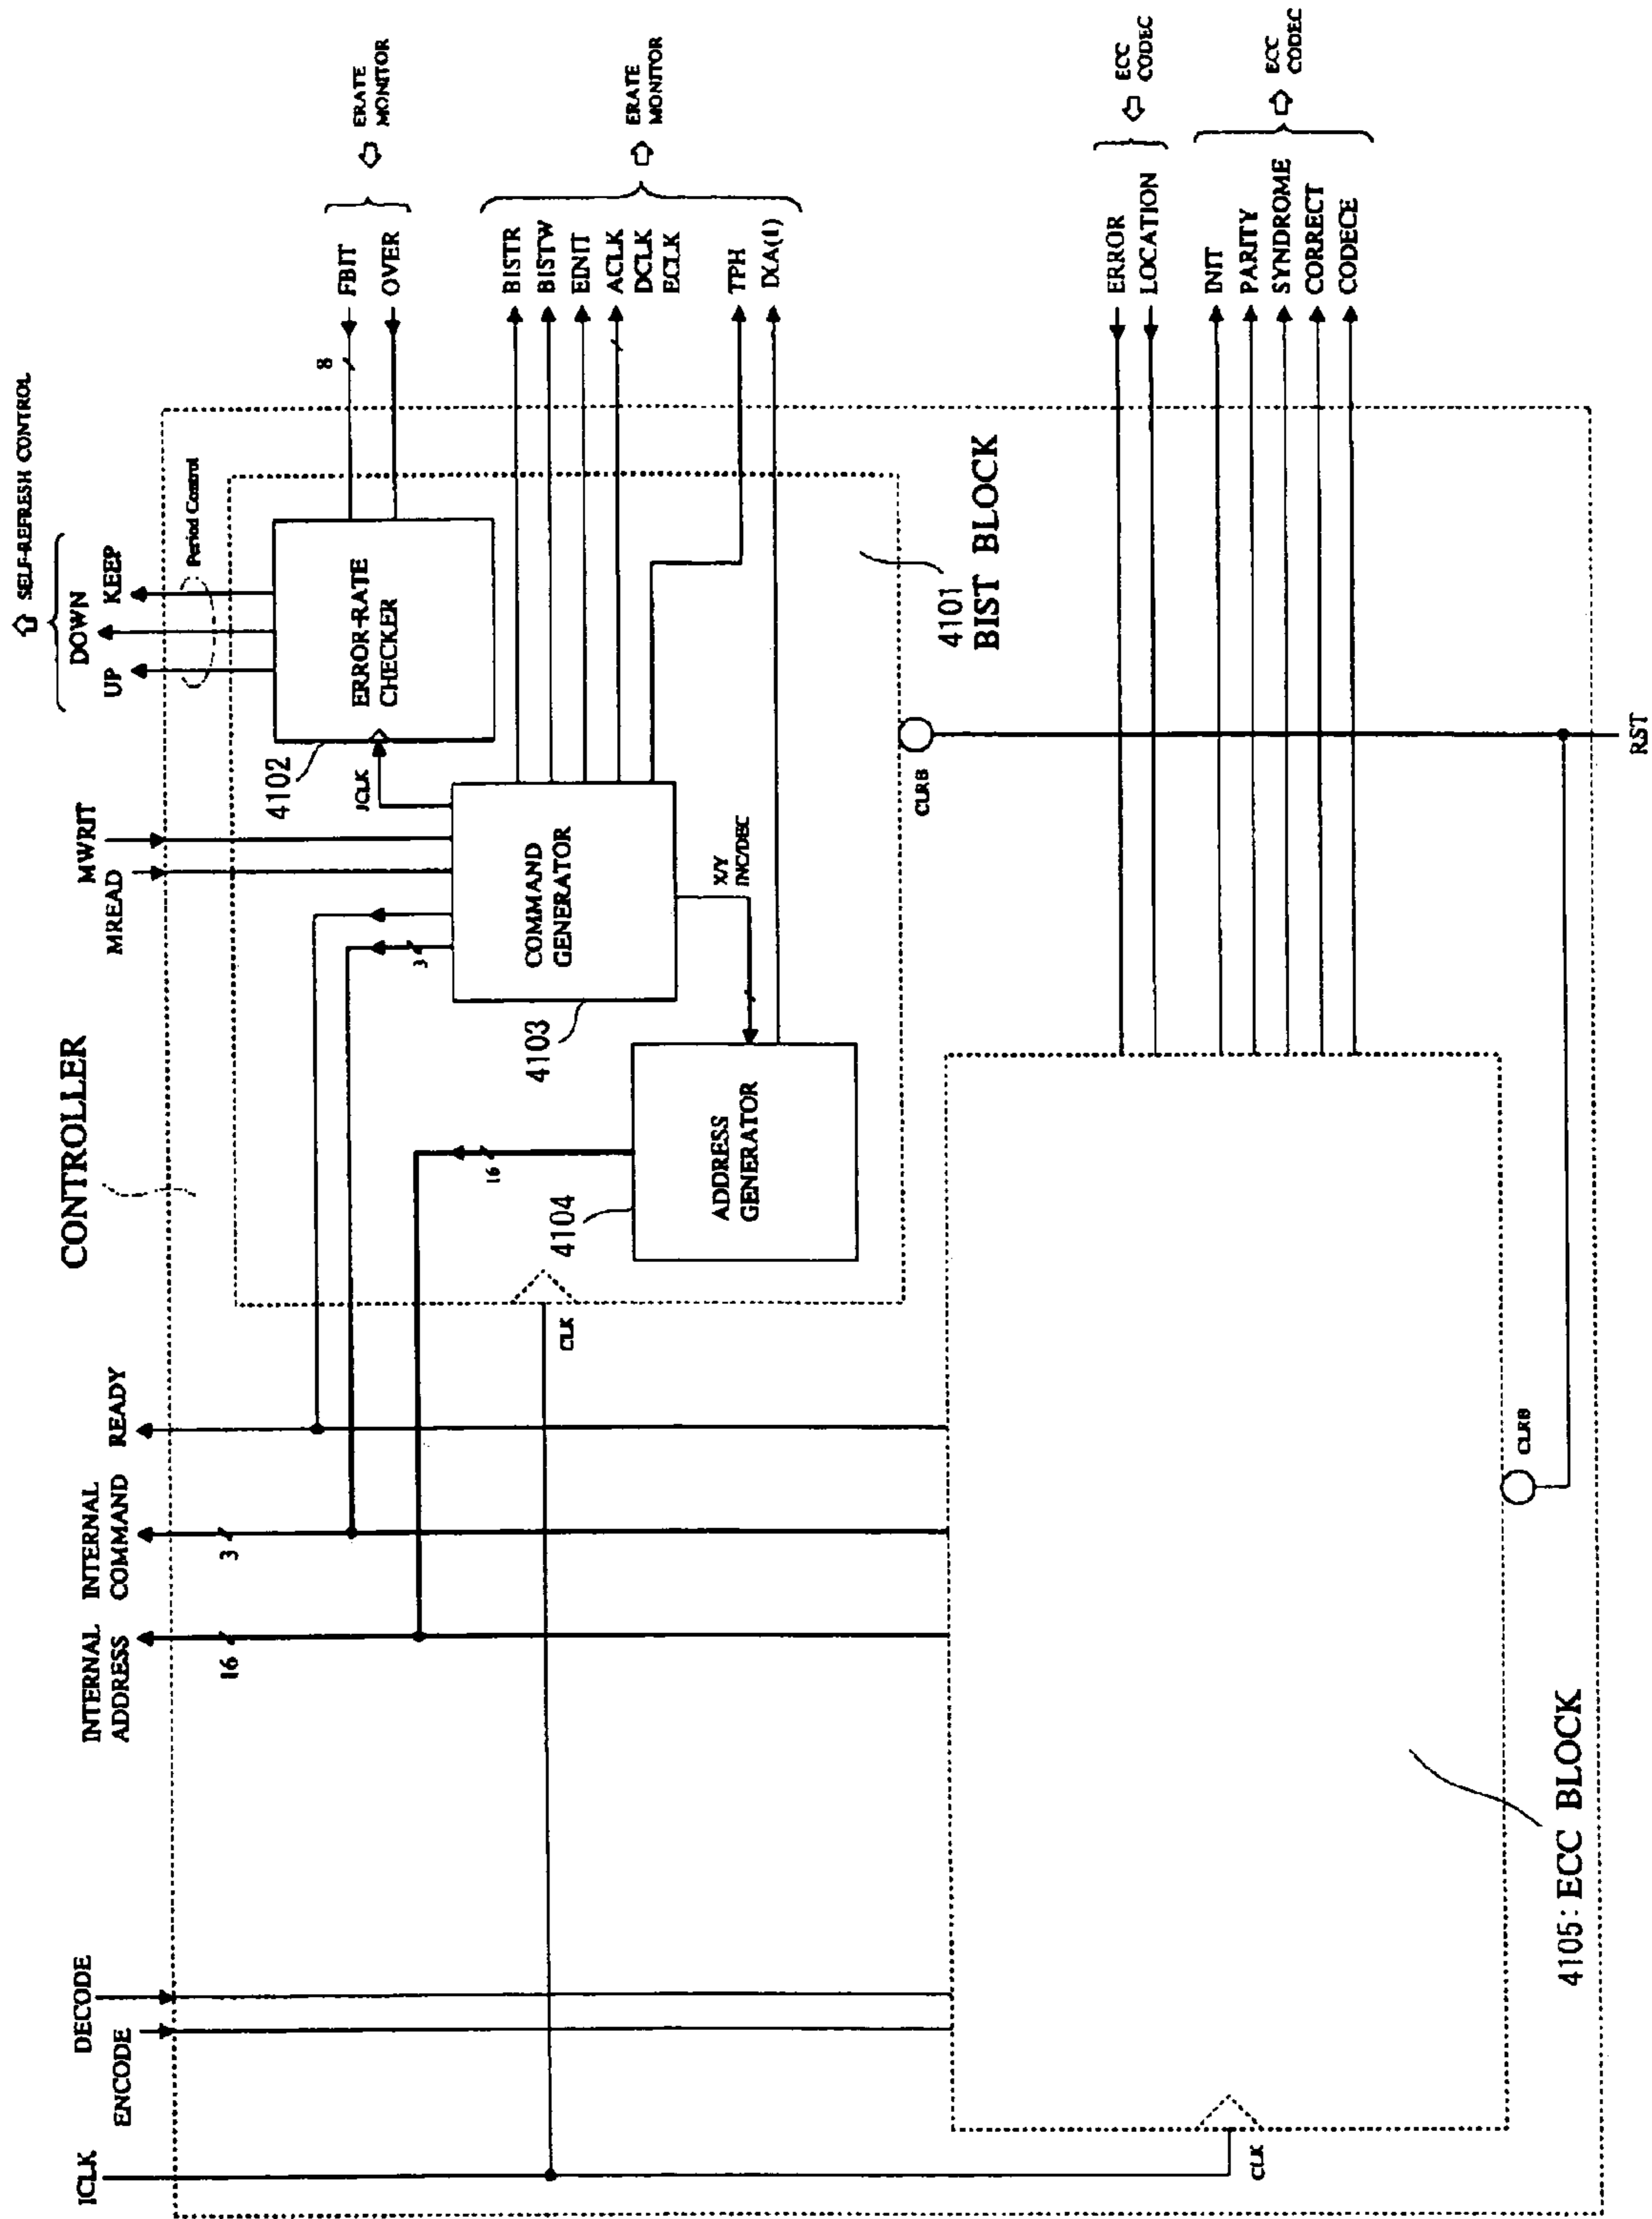 CONTROLLER
ICLK
ENCODE
DECODE
INTERNAL
ADDRESS
16
INTERNAL
COMMAND
3
READY
MREAD
MWRIT
UP
DOWN
KEEP
⇧ SELF-REFRESH CONTROL
Period Control
4102
ERROR-RATE
CHECKER
JCLK
8
FBIT
OVER
⇦ ERATE
MONITOR
3
COMMAND
GENERATOR
4103
X/Y
INC/DEC
BISTR
BISTW
EINIT
ACLK
DCLK
ECLK
TPH
⇨ ERATE
MONITOR
16
4104
ADDRESS
GENERATOR
CLK
4101
BIST BLOCK
CLRB
ERROR
LOCATION
⇦ ECC
CODEC
INIT
PARITY
SYNDROME
CORRECT
CODECE
⇨ ECC
CODEC
CLK
CLRB
4105: ECC BLOCK
RST